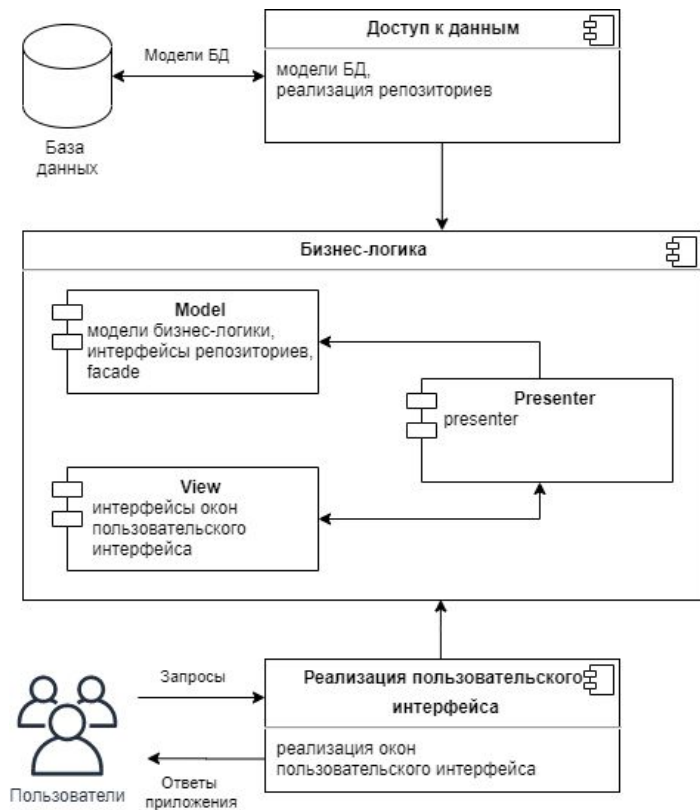 Доступ к данным
Модели БД
модели БД,
реализация репозиториев
База
данных
Бизнес-логика
Model
модели бизнес-логики,
интерфейсы репозиториев,
facade
Presenter
presenter
View
интерфейсы окон
пользовательского
интерфейса
Запросы
Реализация пользовательского
интерфейса
реализация окон
пользовательского интерфейса
Пользователи
Ответы
приложения